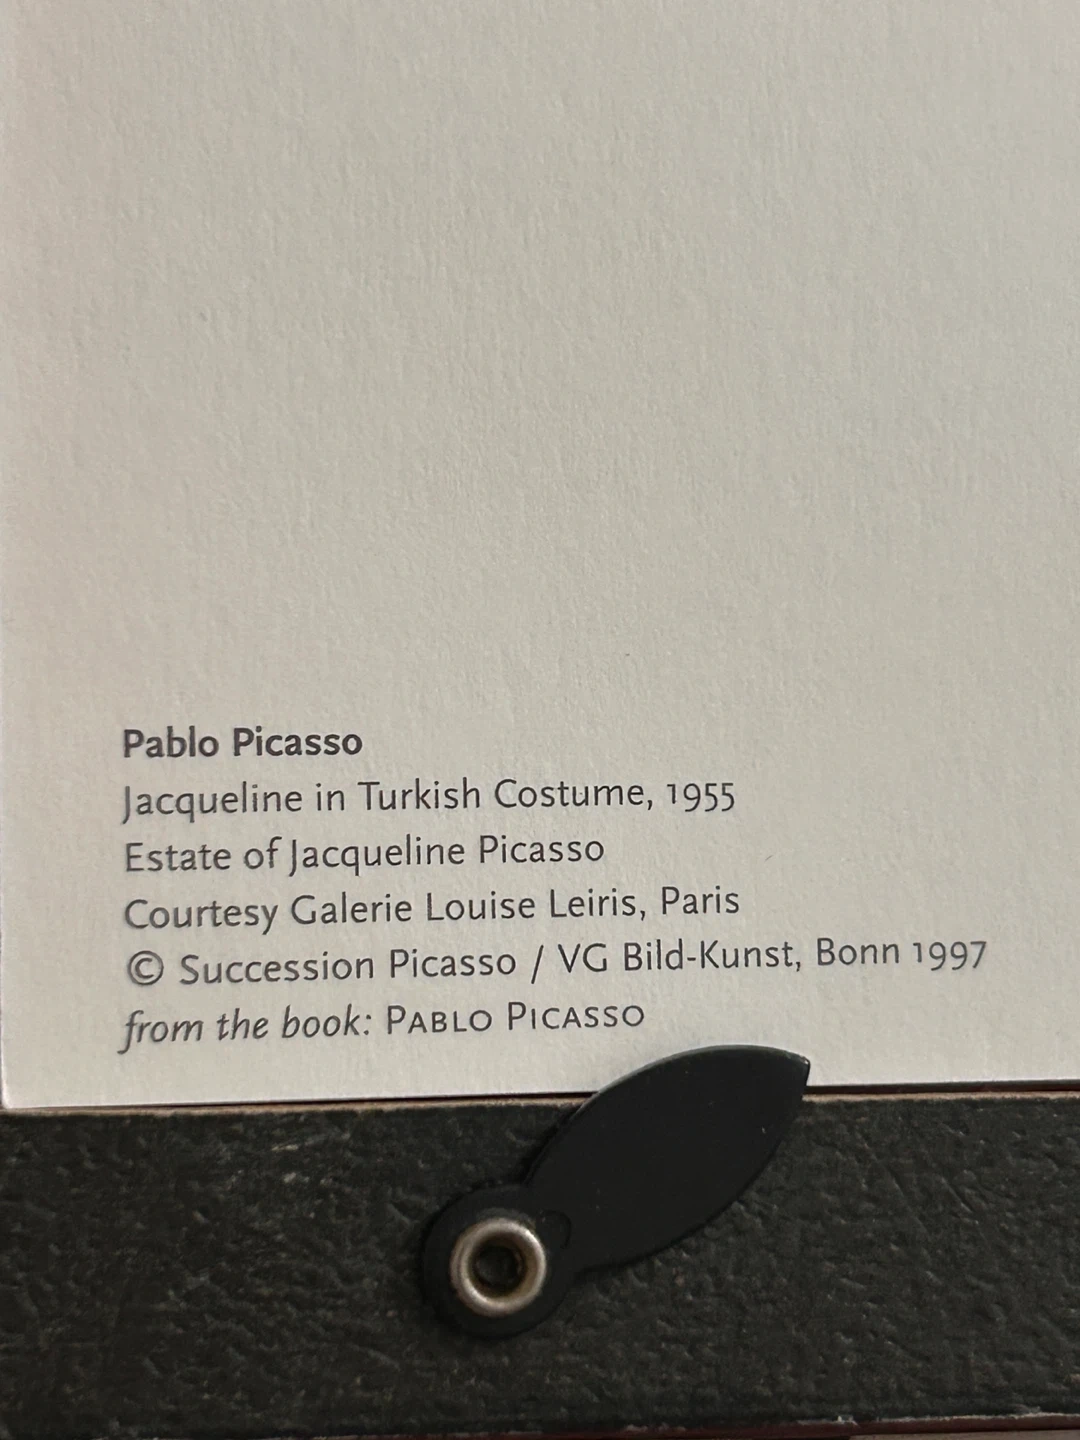 Pablo Picasso
Jacqueline in Turkish Costume, 1955
Estate of Jacqueline Picasso
Courtesy Galerie Louise Leiris, Paris
© Succession Picasso / VG Bild-Kunst, Bonn 1997
from the book: PABLO PICASSO